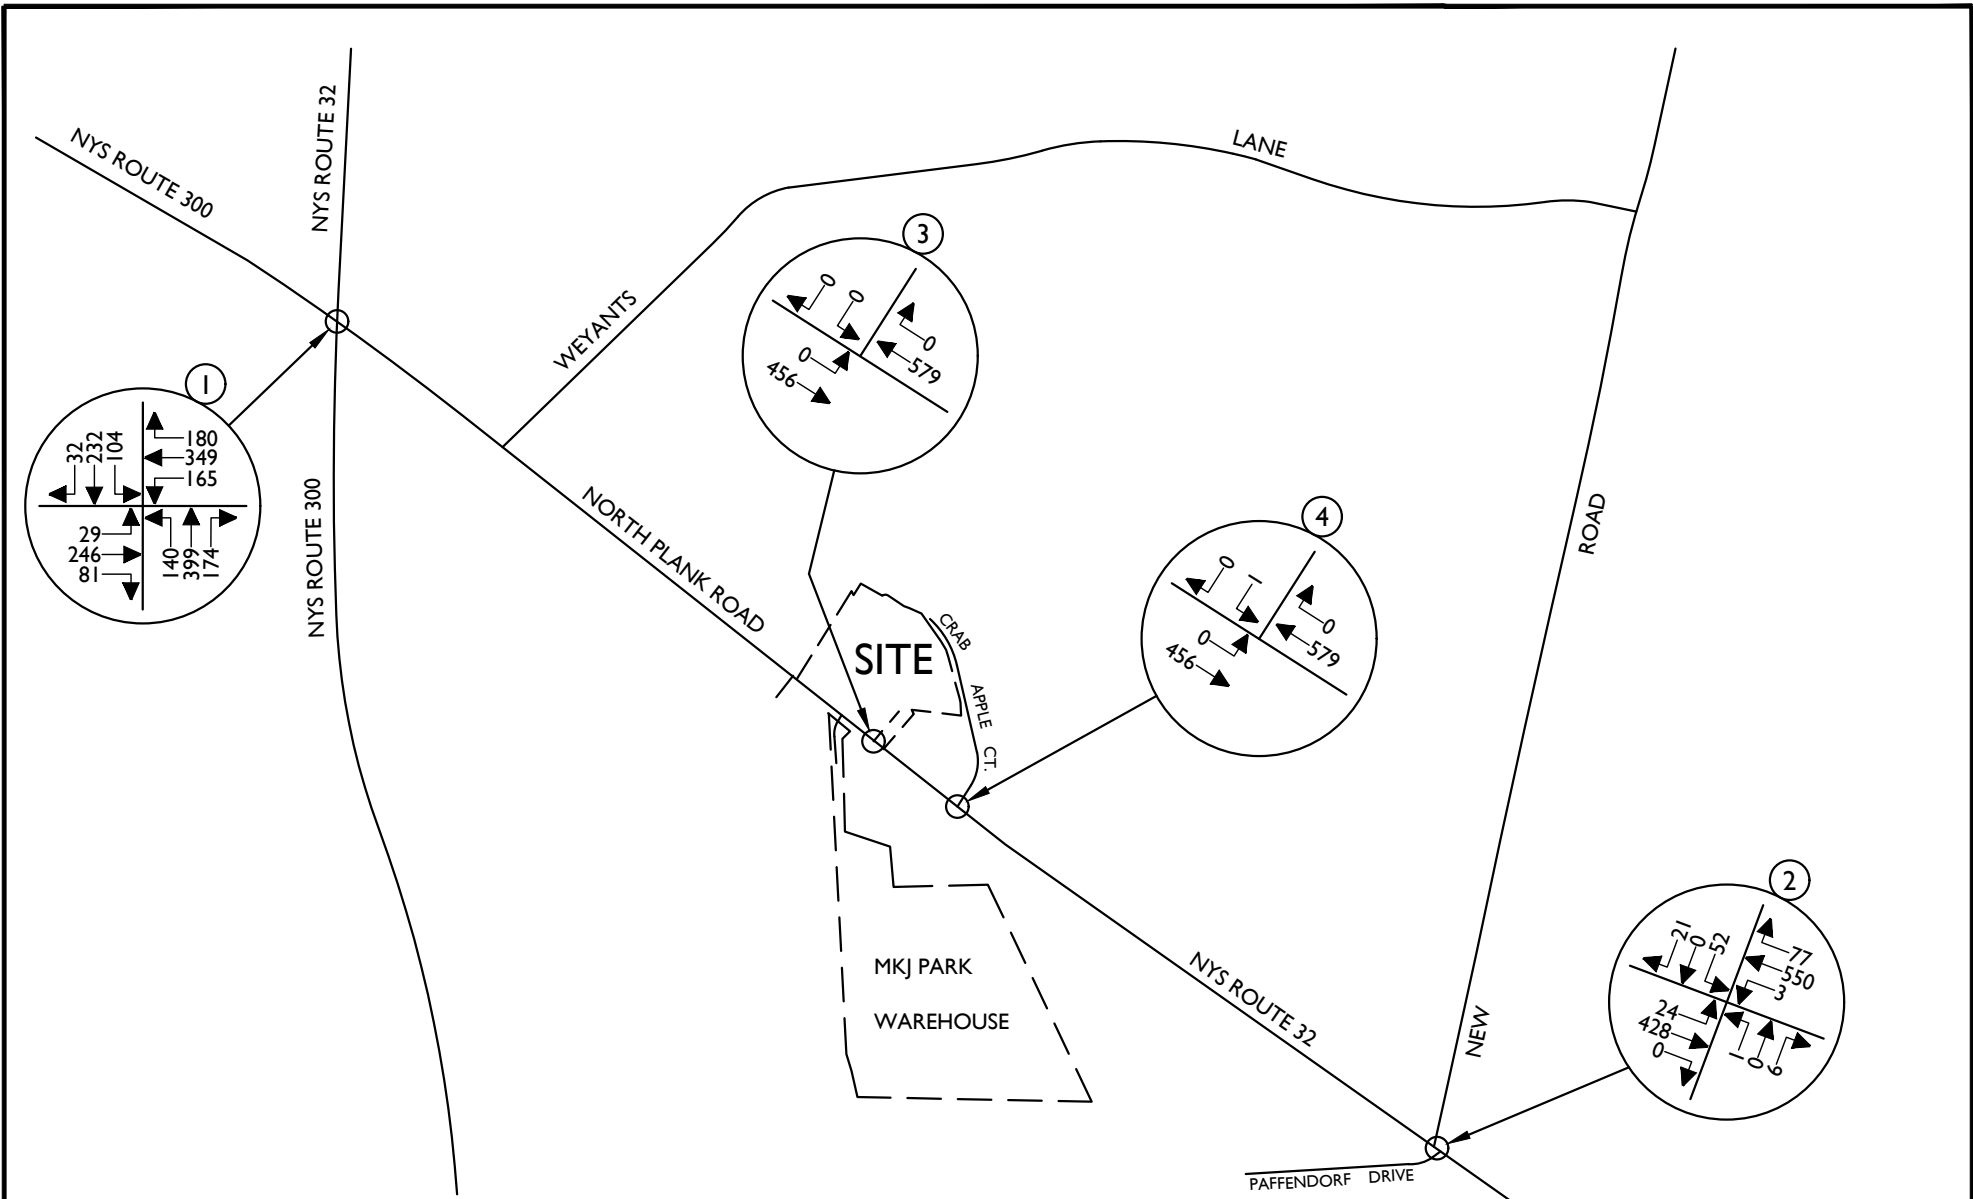 NYS ROUTE 300
NYS ROUTE 32
LANE
WEYANTS
3
0
0
0
456
0
579
1
32
232
104
180
349
165
29
246
81
140
399
174
NYS ROUTE 300
NORTH PLANK ROAD
4
0
1
0
456
0
579
ROAD
SITE
CRAB
APPLE
CT.
MKJ PARK
WAREHOUSE
NYS ROUTE 32
NEW
2
21
0
52
77
550
3
24
428
0
1
0
6
PAFFENDORF DRIVE